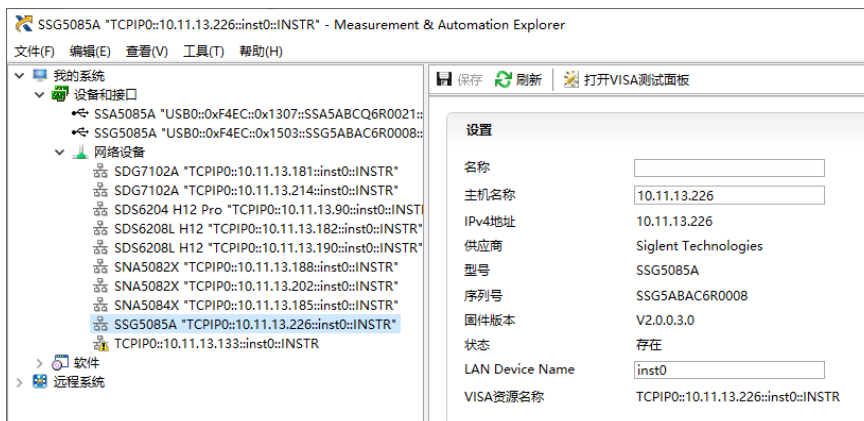 SSG5085A "TCPIP0::10.11.13.226::inst0::INSTR" - Measurement & Automation Explorer
文件(F) 编辑(E) 查看(V) 工具(T) 帮助(H)
我的系统
设备和接口
SSA5085A "USB0::0xF4EC::0x1307::SSA5ABCQ6R0021::
SSG5085A "USB0::0xF4EC::0x1503::SSG5ABAC6R0008::
网络设备
SDG7102A "TCPIP0::10.11.13.181::inst0::INSTR"
SDG7102A "TCPIP0::10.11.13.214::inst0::INSTR"
SDS6204 H12 Pro "TCPIP0::10.11.13.90::inst0::INSTI
SDS6208L H12 "TCPIP0::10.11.13.182::inst0::INSTR"
SDS6208L H12 "TCPIP0::10.11.13.190::inst0::INSTR"
SNA5082X "TCPIP0::10.11.13.188::inst0::INSTR"
SNA5082X "TCPIP0::10.11.13.202::inst0::INSTR"
SNA5084X "TCPIP0::10.11.13.185::inst0::INSTR"
SSG5085A "TCPIP0::10.11.13.226::inst0::INSTR"
TCPIP0::10.11.13.133::inst0::INSTR
软件
远程系统
保存 刷新 打开VISA测试面板
设置
名称
主机名称 10.11.13.226
IPv4地址 10.11.13.226
供应商 Siglent Technologies
型号 SSG5085A
序列号 SSG5ABAC6R0008
固件版本 V2.0.0.3.0
状态 存在
LAN Device Name inst0
VISA资源名称 TCPIP0::10.11.13.226::inst0::INSTR